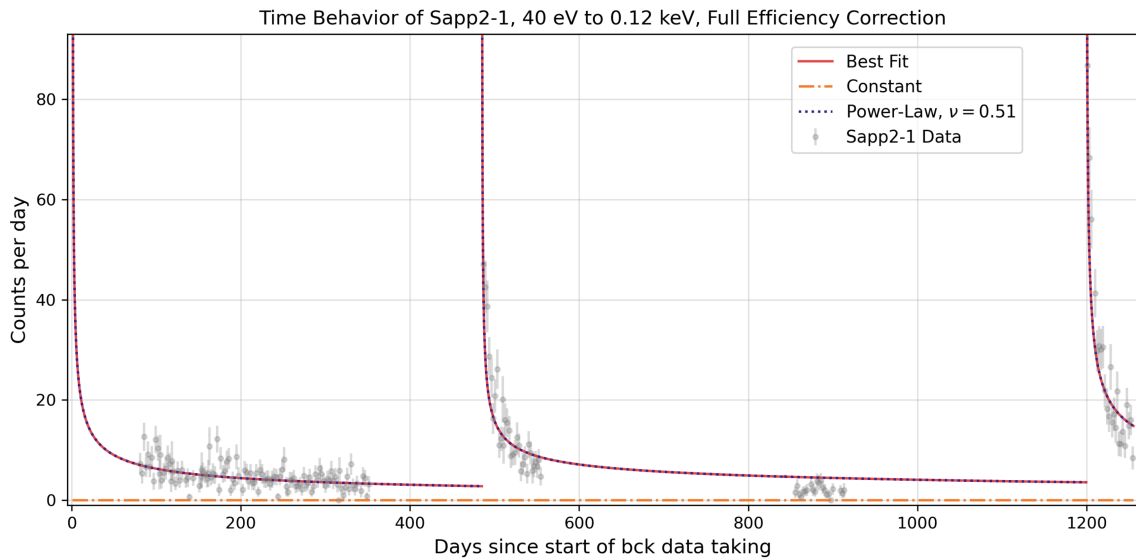 Time Behavior of Sapp2-1, 40 eV to 0.12 keV, Full Efficiency Correction
Best Fit
Constant
Power-Law, ν = 0.51
Sapp2-1 Data
Counts per day
80
60
40
20
0
0 200 400 600 800 1000 1200
Days since start of bck data taking